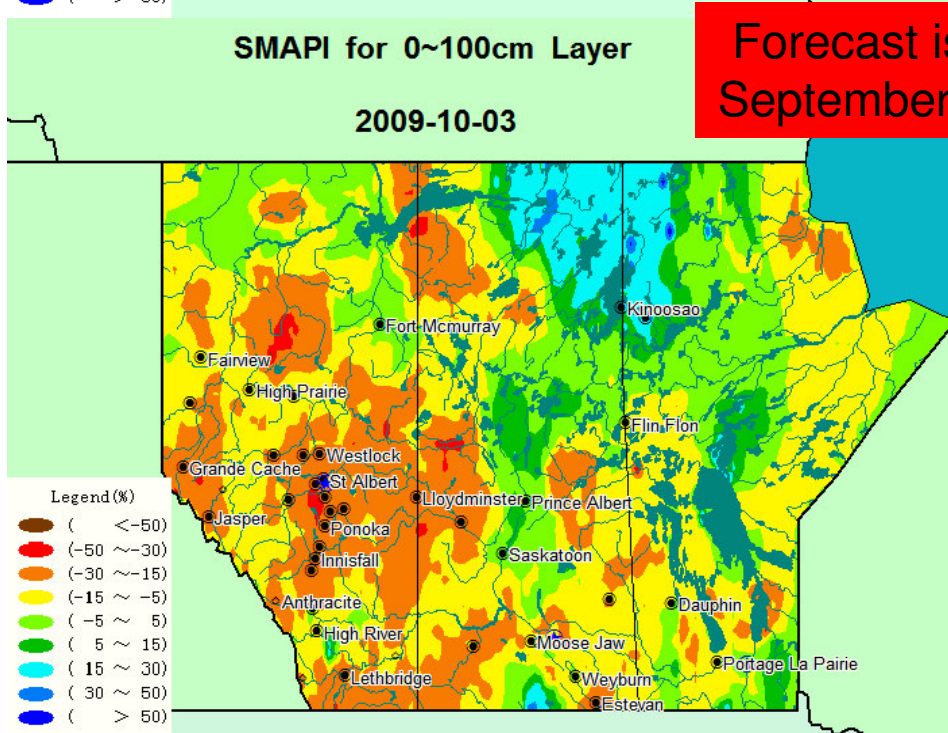 SMAPI for 0~100cm Layer
2009-10-03
Forecast is
September
Kinoosao
Fort Mcmurray
Fairview
High Prairie
Flin Flon
Westlock
Grande Cache
St Albert
Lloydminster
Prince Albert
Jasper
Ponoka
Innisfall
Saskatoon
Anthracite
Dauphin
High River
Moose Jaw
Portage La Pairie
Lethbridge
Weyburn
Estevan
Legend(%)
( <-50)
(-50 ~-30)
(-30 ~-15)
(-15 ~ -5)
( -5 ~ 5)
( 5 ~ 15)
( 15 ~ 30)
( 30 ~ 50)
( > 50)